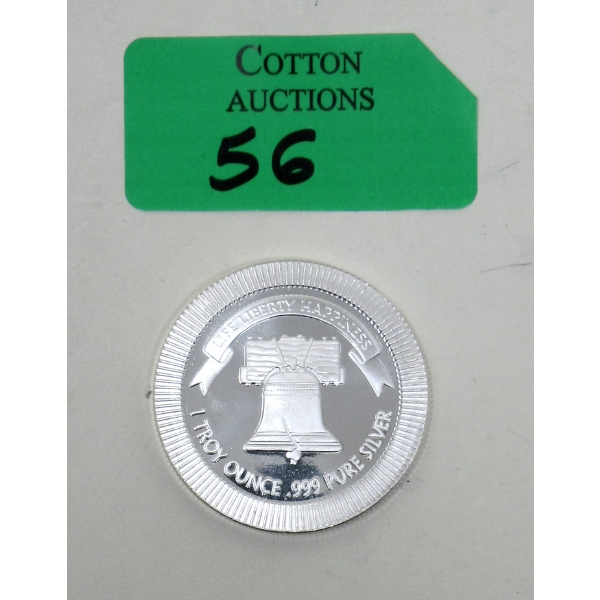 COTTON
AUCTIONS
56
LIFE LIBERTY HAPPINESS
1 TROY OUNCE .999 PURE SILVER